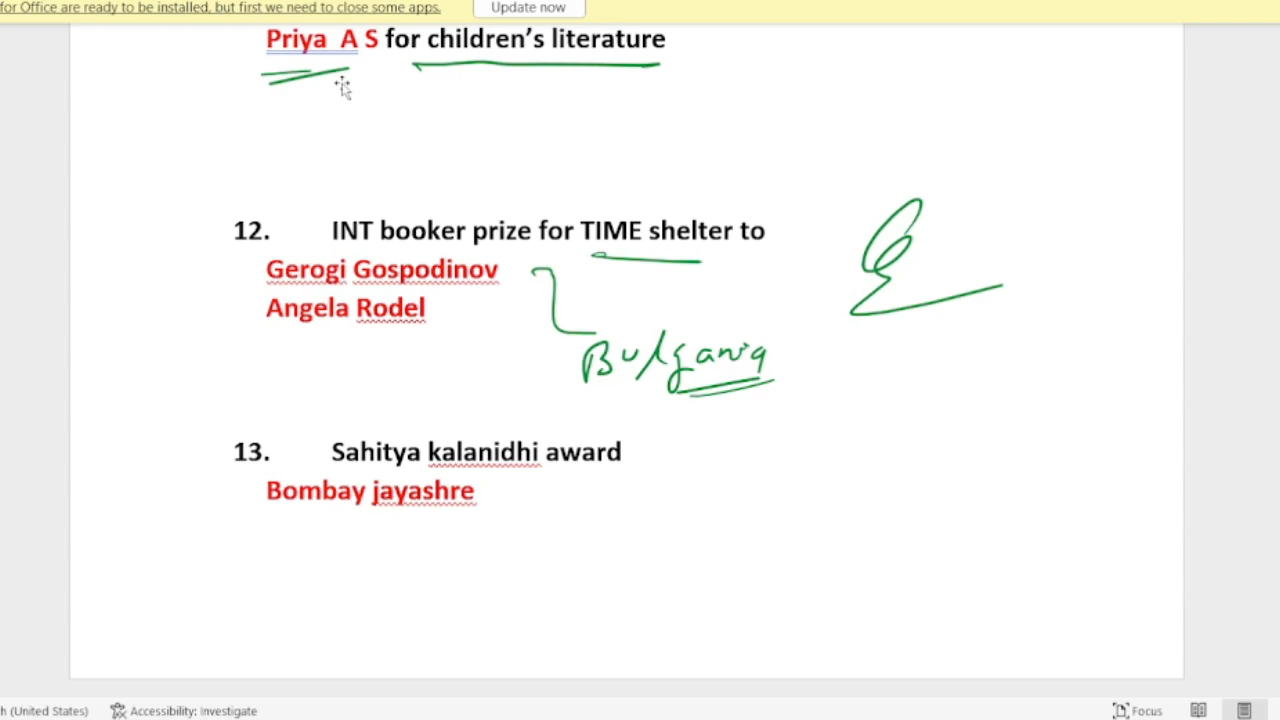 for Office are ready to be installed, but first we need to close some apps. Update now
Priya A S for children's literature
12. INT booker prize for TIME shelter to
Gerogi Gospodinov
Angela Rodel
Bulgaria
13. Sahitya kalanidhi award
Bombay jayashre
h (United States) Accessibility: Investigate Focus